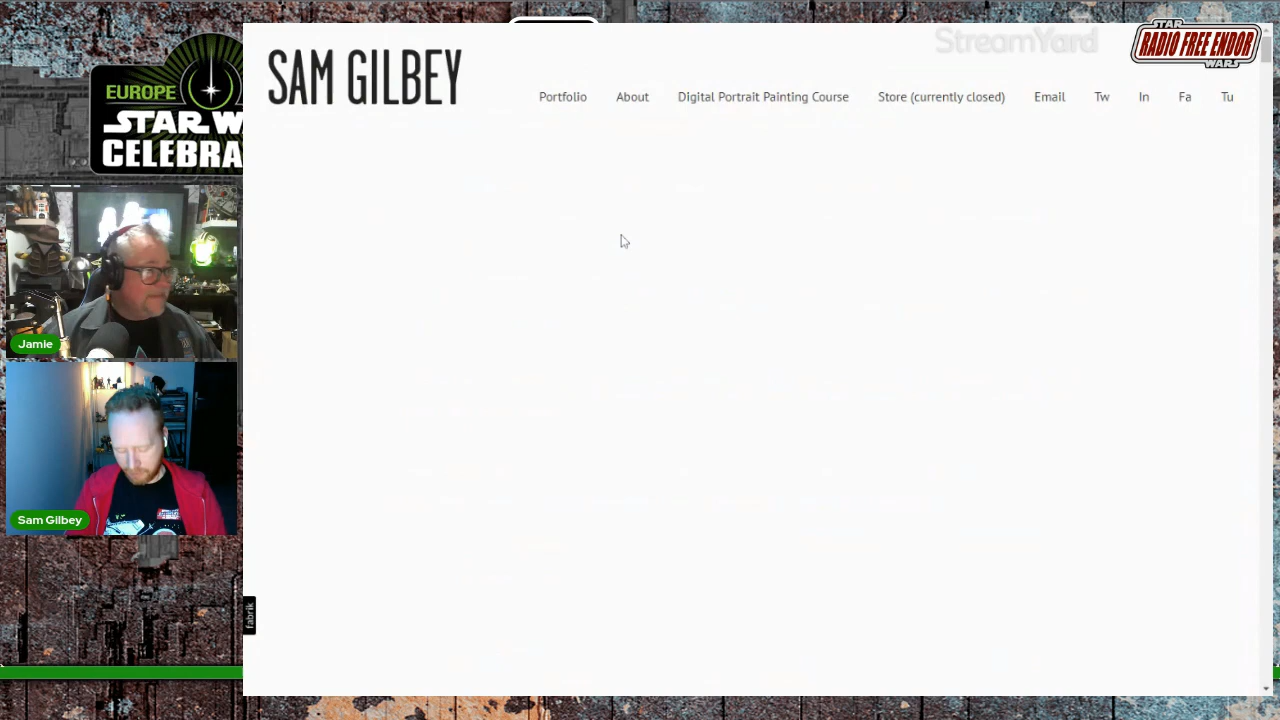 StreamYard
STAR
RADIO FREE ENDOR
WARS
SAM GILBEY
Portfolio About Digital Portrait Painting Course Store (currently closed) Email Tw In Fa Tu
EUROPE
STAR W
CELEBRA
Jamie
Sam Gilbey
fabrik